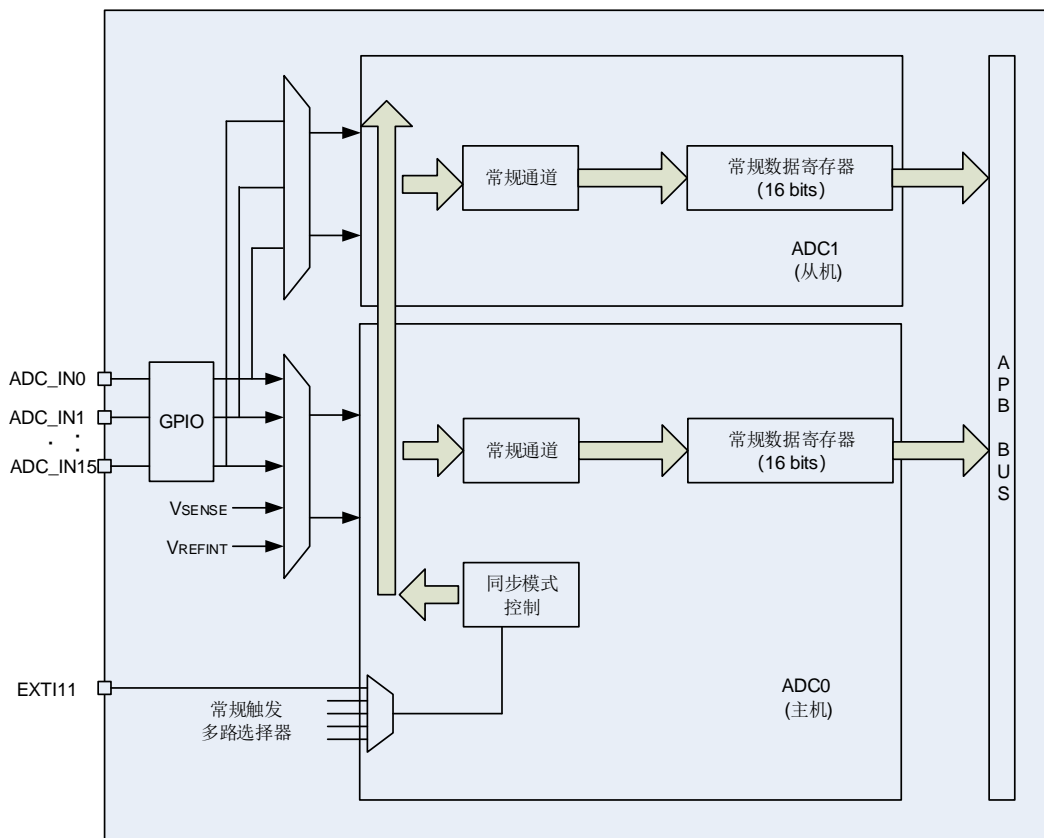 常规通道
常规数据寄存器
(16 bits)
ADC1
(从机)
ADC_IN0
ADC_IN1
ADC_IN15
GPIO
VSENSE
VREFINT
常规通道
常规数据寄存器
(16 bits)
同步模式
控制
EXTI11
常规触发
多路选择器
ADC0
(主机)
APB BUS